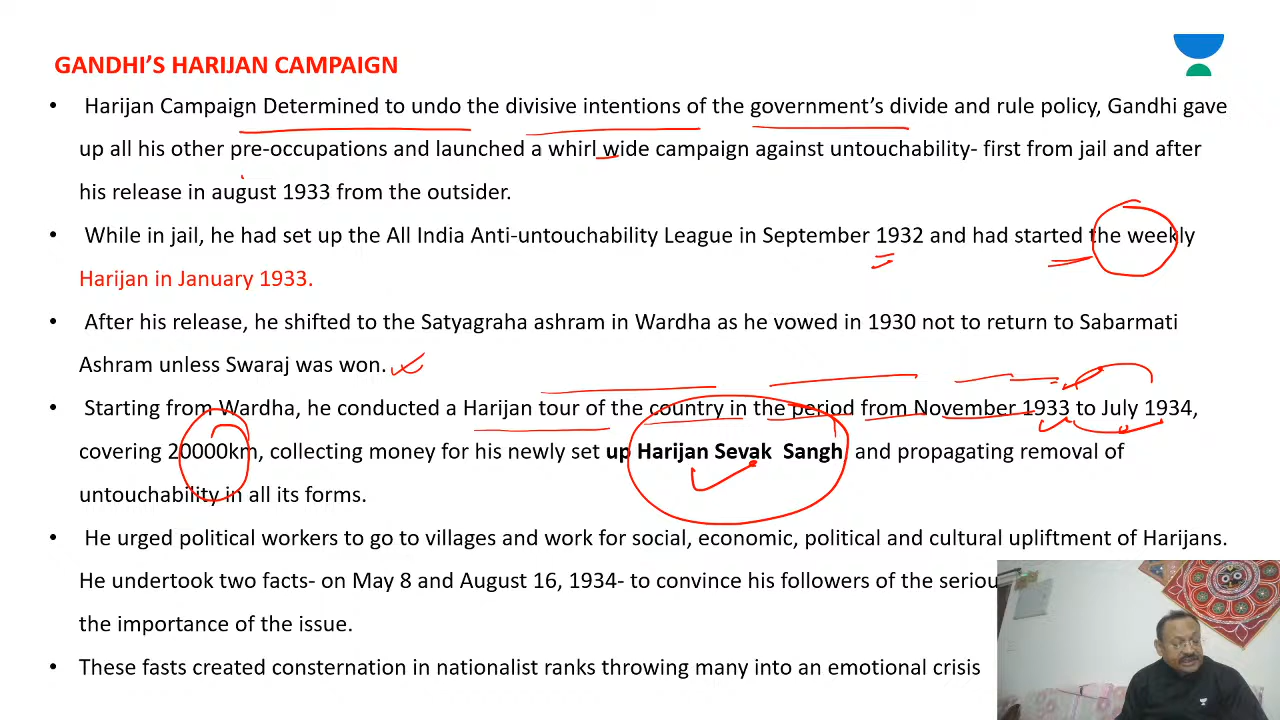 GANDHI’S HARIJAN CAMPAIGN
• Harijan Campaign Determined to undo the divisive intentions of the government’s divide and rule policy, Gandhi gave
up all his other pre-occupations and launched a whirl wide campaign against untouchability- first from jail and after
his release in august 1933 from the outsider.
• While in jail, he had set up the All India Anti-untouchability League in September 1932 and had started the weekly
Harijan in January 1933.
• After his release, he shifted to the Satyagraha ashram in Wardha as he vowed in 1930 not to return to Sabarmati
Ashram unless Swaraj was won.
• Starting from Wardha, he conducted a Harijan tour of the country in the period from November 1933 to July 1934,
covering 20000km, collecting money for his newly set up Harijan Sevak Sangh and propagating removal of
untouchability in all its forms.
• He urged political workers to go to villages and work for social, economic, political and cultural upliftment of Harijans.
He undertook two facts- on May 8 and August 16, 1934- to convince his followers of the
the importance of the issue.
• These fasts created consternation in nationalist ranks throwing many into an emotional crisis